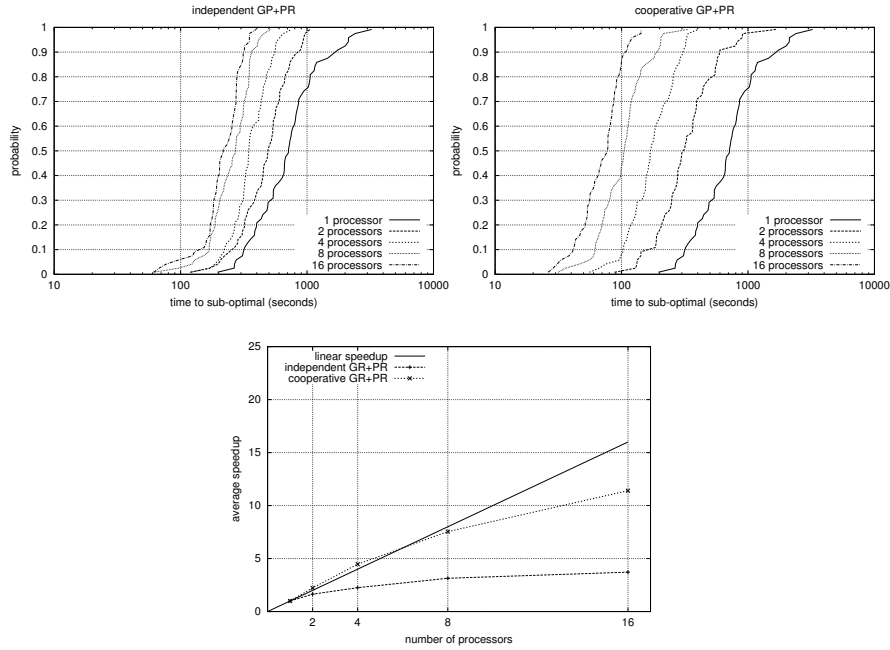 independent GP+PR
probability
1
0.9
0.8
0.7
0.6
0.5
0.4
0.3
0.2
0.1
0
1 processor
2 processors
4 processors
8 processors
16 processors
10
100
1000
10000
time to sub-optimal (seconds)
cooperative GP+PR
probability
1
0.9
0.8
0.7
0.6
0.5
0.4
0.3
0.2
0.1
0
1 processor
2 processors
4 processors
8 processors
16 processors
10
100
1000
10000
time to sub-optimal (seconds)
average speedup
25
20
15
10
5
0
linear speedup
independent GR+PR
cooperative GR+PR
2
4
8
16
number of processors